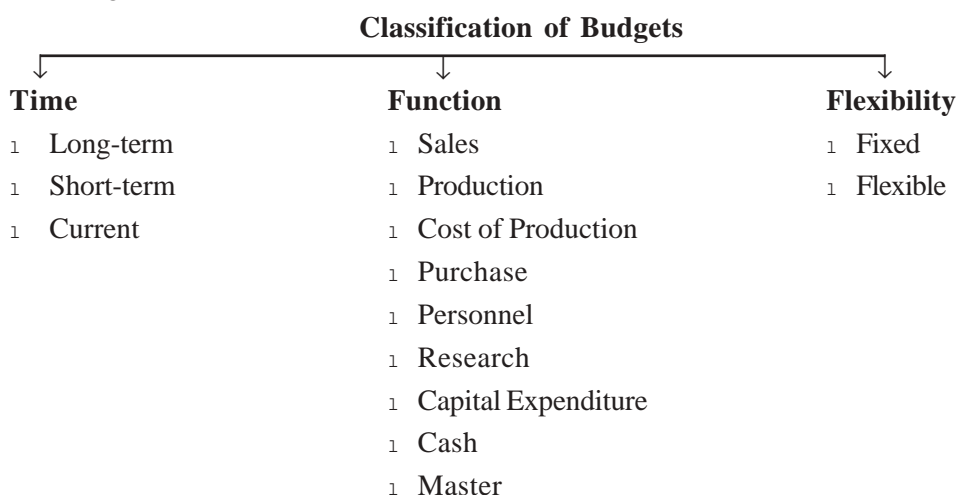 Classification of Budgets
Time Function Flexibility
ı Long-term ı Sales ı Fixed
ı Short-term ı Production ı Flexible
ı Current ı Cost of Production
ı Purchase
ı Personnel
ı Research
ı Capital Expenditure
ı Cash
ı Master